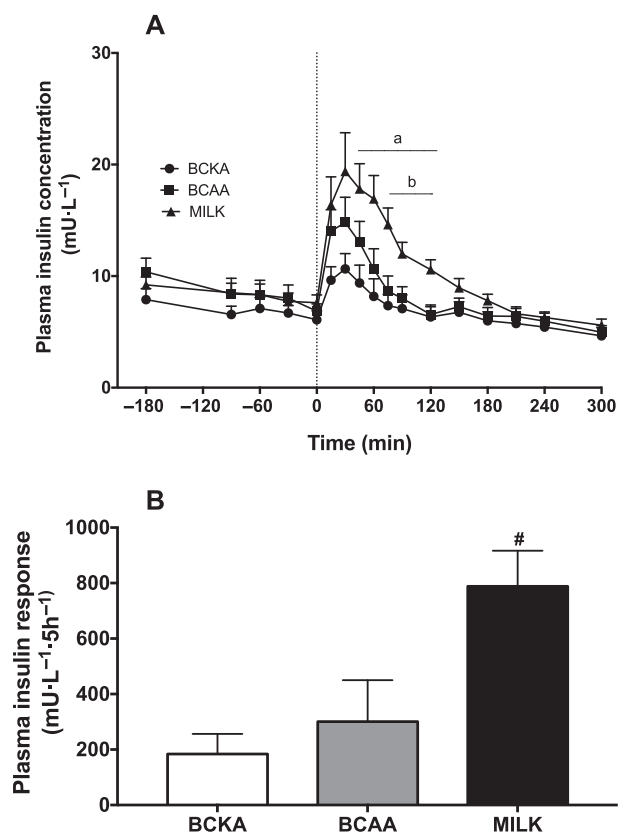 A
Plasma insulin concentration
(mU·L⁻¹)
30
20
10
0
BCKA
BCAA
MILK
a
b
–180 –120 –60 0 60 120 180 240 300
Time (min)
B
Plasma insulin response
(mU·L⁻¹·5h⁻¹)
1000
800
600
400
200
0
#
BCKA BCAA MILK